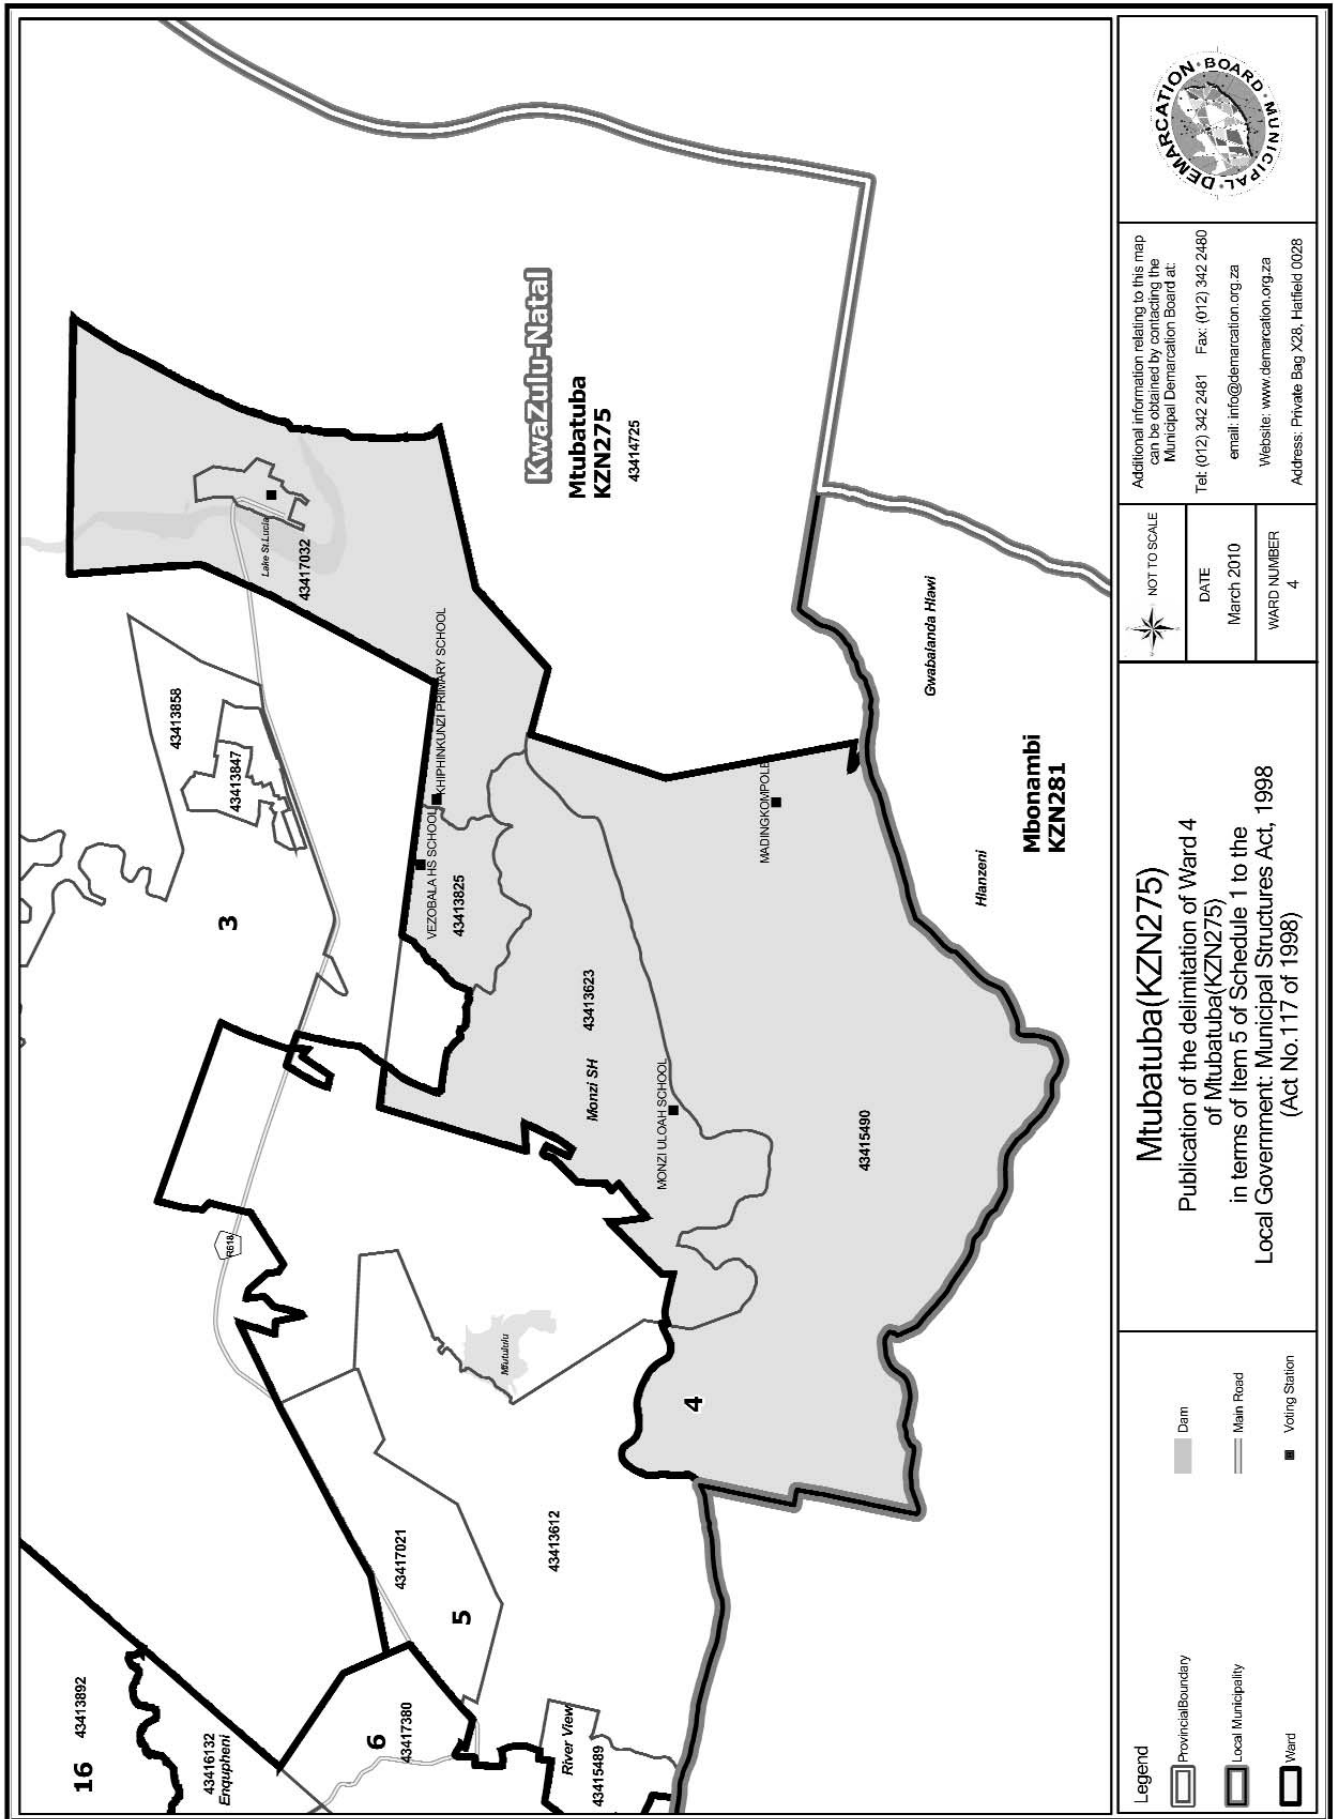 16
43413892
43416132
Enqupheni
6
43417380
River View
43415489
5
43417021
43413612
R618
Mfutululu
4
3
43413858
43413847
Lake St.Lucia
43417032
VEZOBALA HS SCHOOL
KHIPHINKUNZI PRIMARY SCHOOL
43413825
43413623
Monzi SH
MONZI ULOAH SCHOOL
MADINGKOMPOLE
43415490
KwaZulu-Natal
Mtubatuba
KZN275
43414725
Gwabalanda Hlawi
Hlanzeni
Mbonambi
KZN281
Legend
ProvincialBoundary
Local Municipality
Ward
Dam
Main Road
Voting Station
Mtubatuba(KZN275)
Publication of the delimitation of Ward 4
of Mtubatuba(KZN275)
in terms of Item 5 of Schedule 1 to the
Local Government: Municipal Structures Act, 1998
(Act No.117 of 1998)
NOT TO SCALE
DATE
March 2010
WARD NUMBER
4
Additional information relating to this map
can be obtained by contacting the
Municipal Demarcation Board at:
Tel: (012) 342 2481 Fax: (012) 342 2480
email: info@demarcation.org.za
Website: www.demarcation.org.za
Address: Private Bag X28, Hatfield 0028
MUNICIPAL · DEMARCATION · BOARD